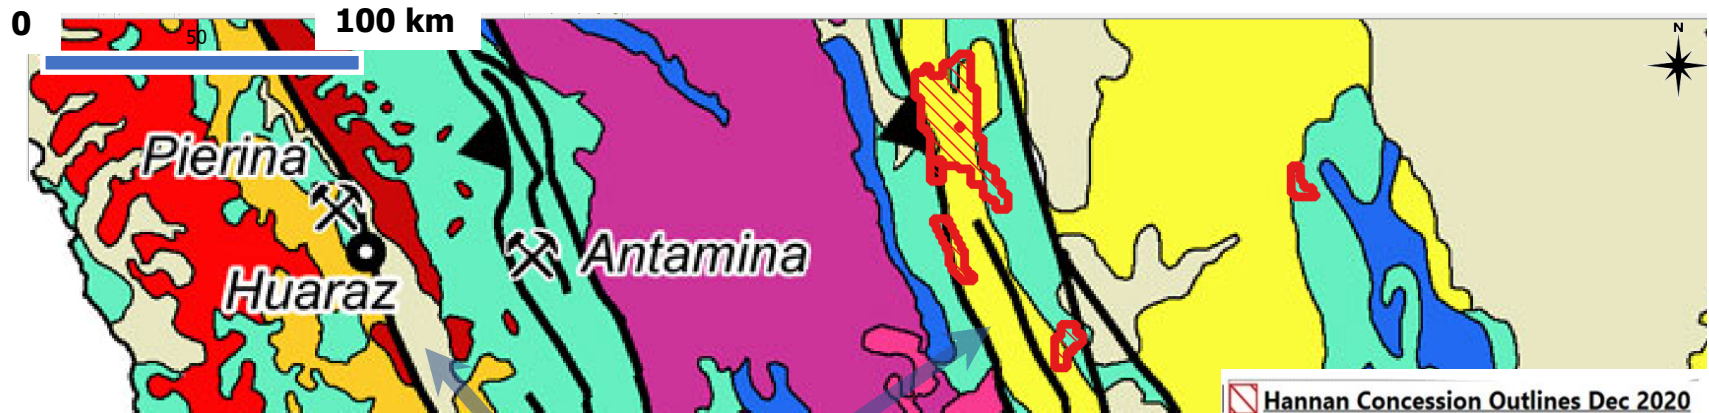 0
50
100 km
N
Pierina
Antamina
Huaraz
Hannan Concession Outlines Dec 2020